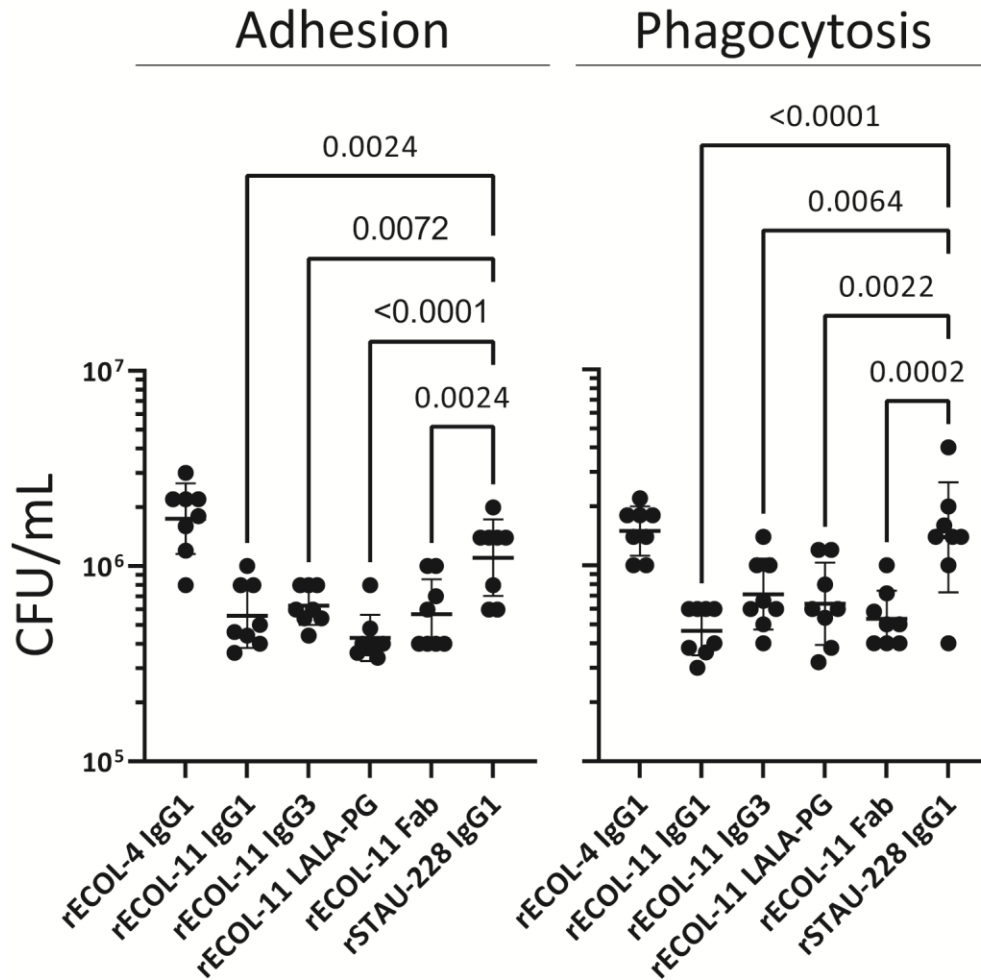 Adhesion
Phagocytosis
0.0024
0.0072
<0.0001
0.0024
<0.0001
0.0064
0.0022
0.0002
CFU/mL
10⁷
10⁶
10⁵
rECOL-4 IgG1
rECOL-11 IgG1
rECOL-11 IgG3
rECOL-11 LALA-PG
rECOL-11 Fab
rSTAU-228 IgG1
rECOL-4 IgG1
rECOL-11 IgG1
rECOL-11 IgG3
rECOL-11 LALA-PG
rECOL-11 Fab
rSTAU-228 IgG1